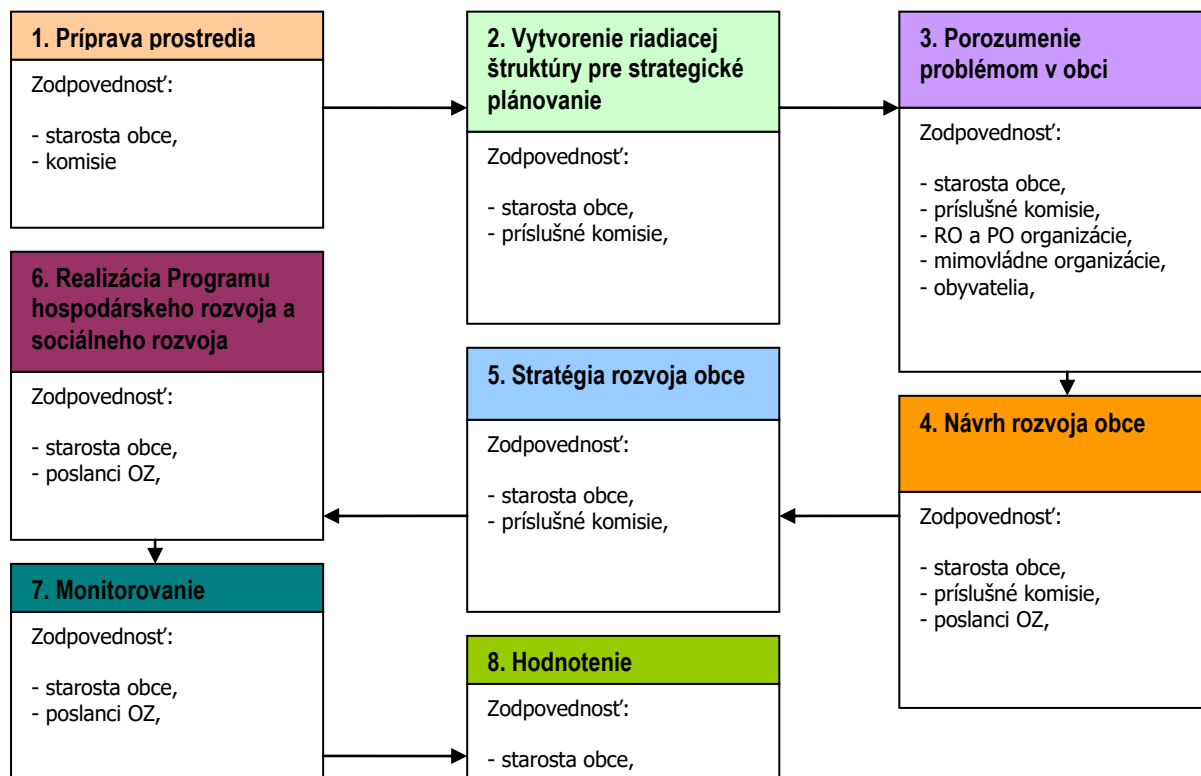 1. Príprava prostredia
Zodpovednosť:
- starosta obce,
- komisie
2. Vytvorenie riadiacej
štruktúry pre strategické
plánovanie
Zodpovednosť:
- starosta obce,
- príslušné komisie,
3. Porozumenie
problémom v obci
Zodpovednosť:
- starosta obce,
- príslušné komisie,
- RO a PO organizácie,
- mimovládne organizácie,
- obyvatelia,
4. Návrh rozvoja obce
Zodpovednosť:
- starosta obce,
- príslušné komisie,
- poslanci OZ,
5. Stratégia rozvoja obce
Zodpovednosť:
- starosta obce,
- príslušné komisie,
6. Realizácia Programu
hospodárskeho rozvoja a
sociálneho rozvoja
Zodpovednosť:
- starosta obce,
- poslanci OZ,
7. Monitorovanie
Zodpovednosť:
- starosta obce,
- poslanci OZ,
8. Hodnotenie
Zodpovednosť:
- starosta obce,